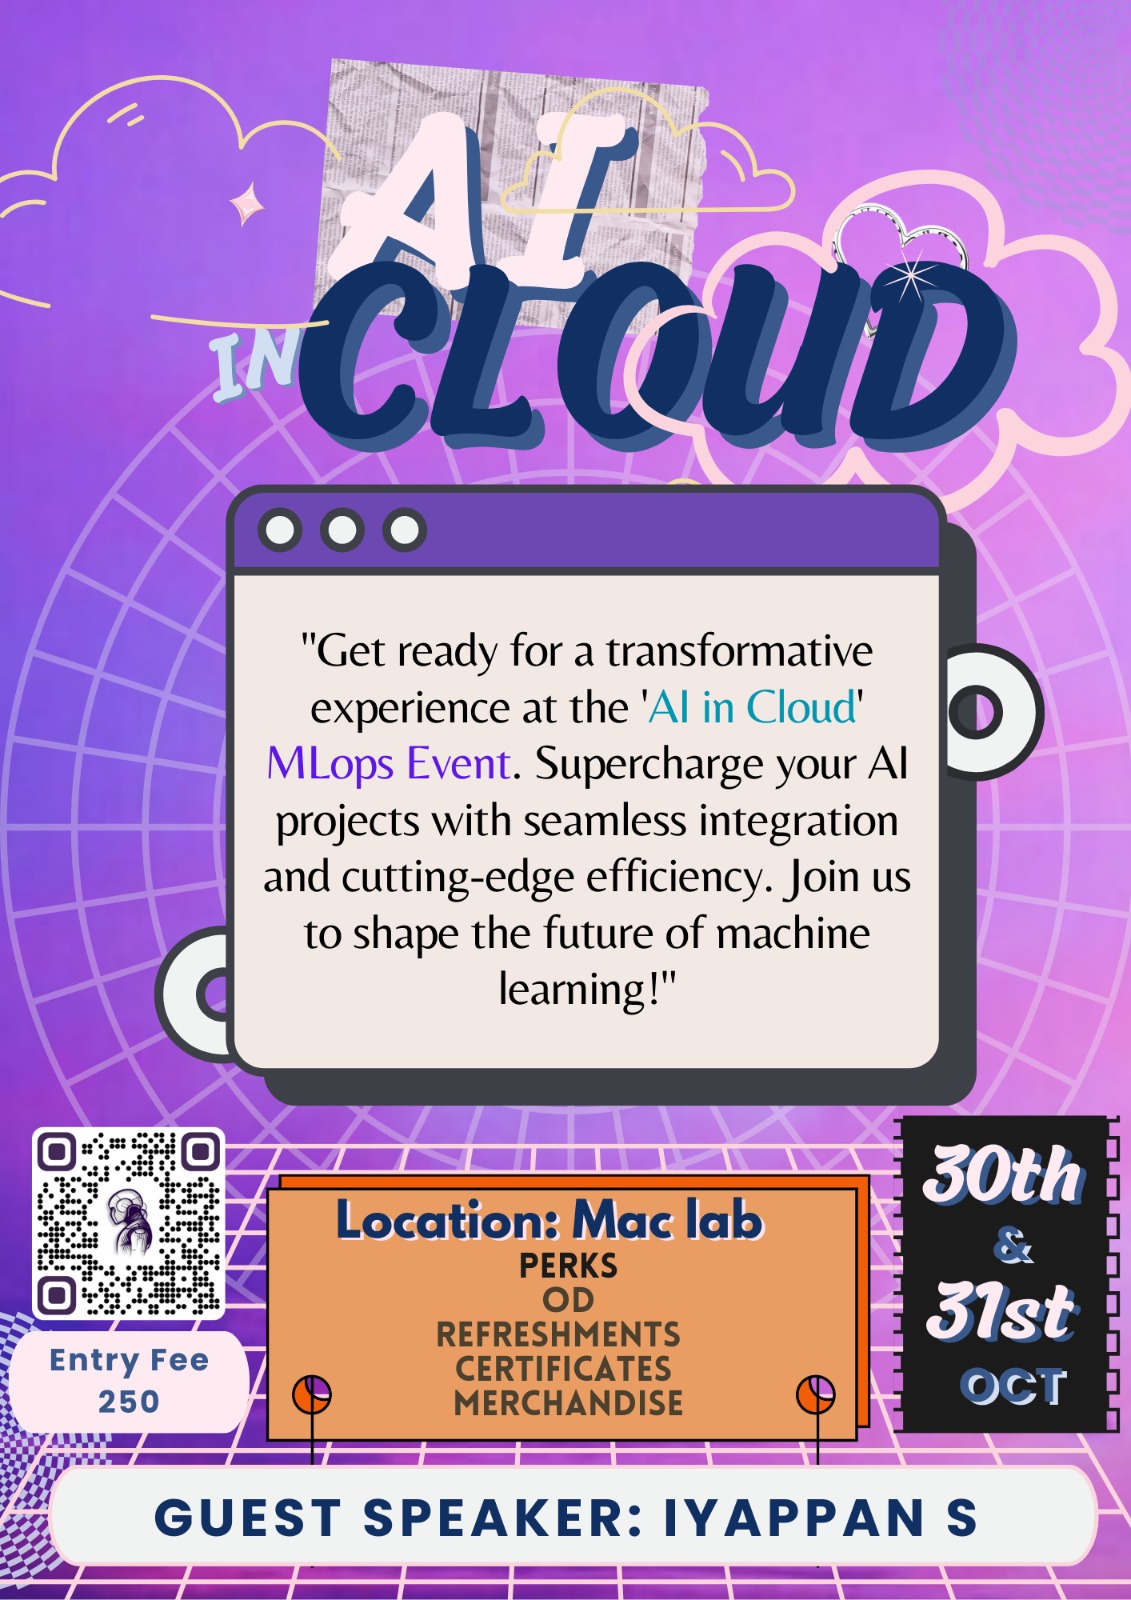 AI
IN CLOUD
"Get ready for a transformative
experience at the 'AI in Cloud'
MLops Event. Supercharge your AI
projects with seamless integration
and cutting-edge efficiency. Join us
to shape the future of machine
learning!"
Entry Fee
250
Location: Mac lab
PERKS
OD
REFRESHMENTS
CERTIFICATES
MERCHANDISE
30th
&
31st
OCT
GUEST SPEAKER: IYAPPAN S